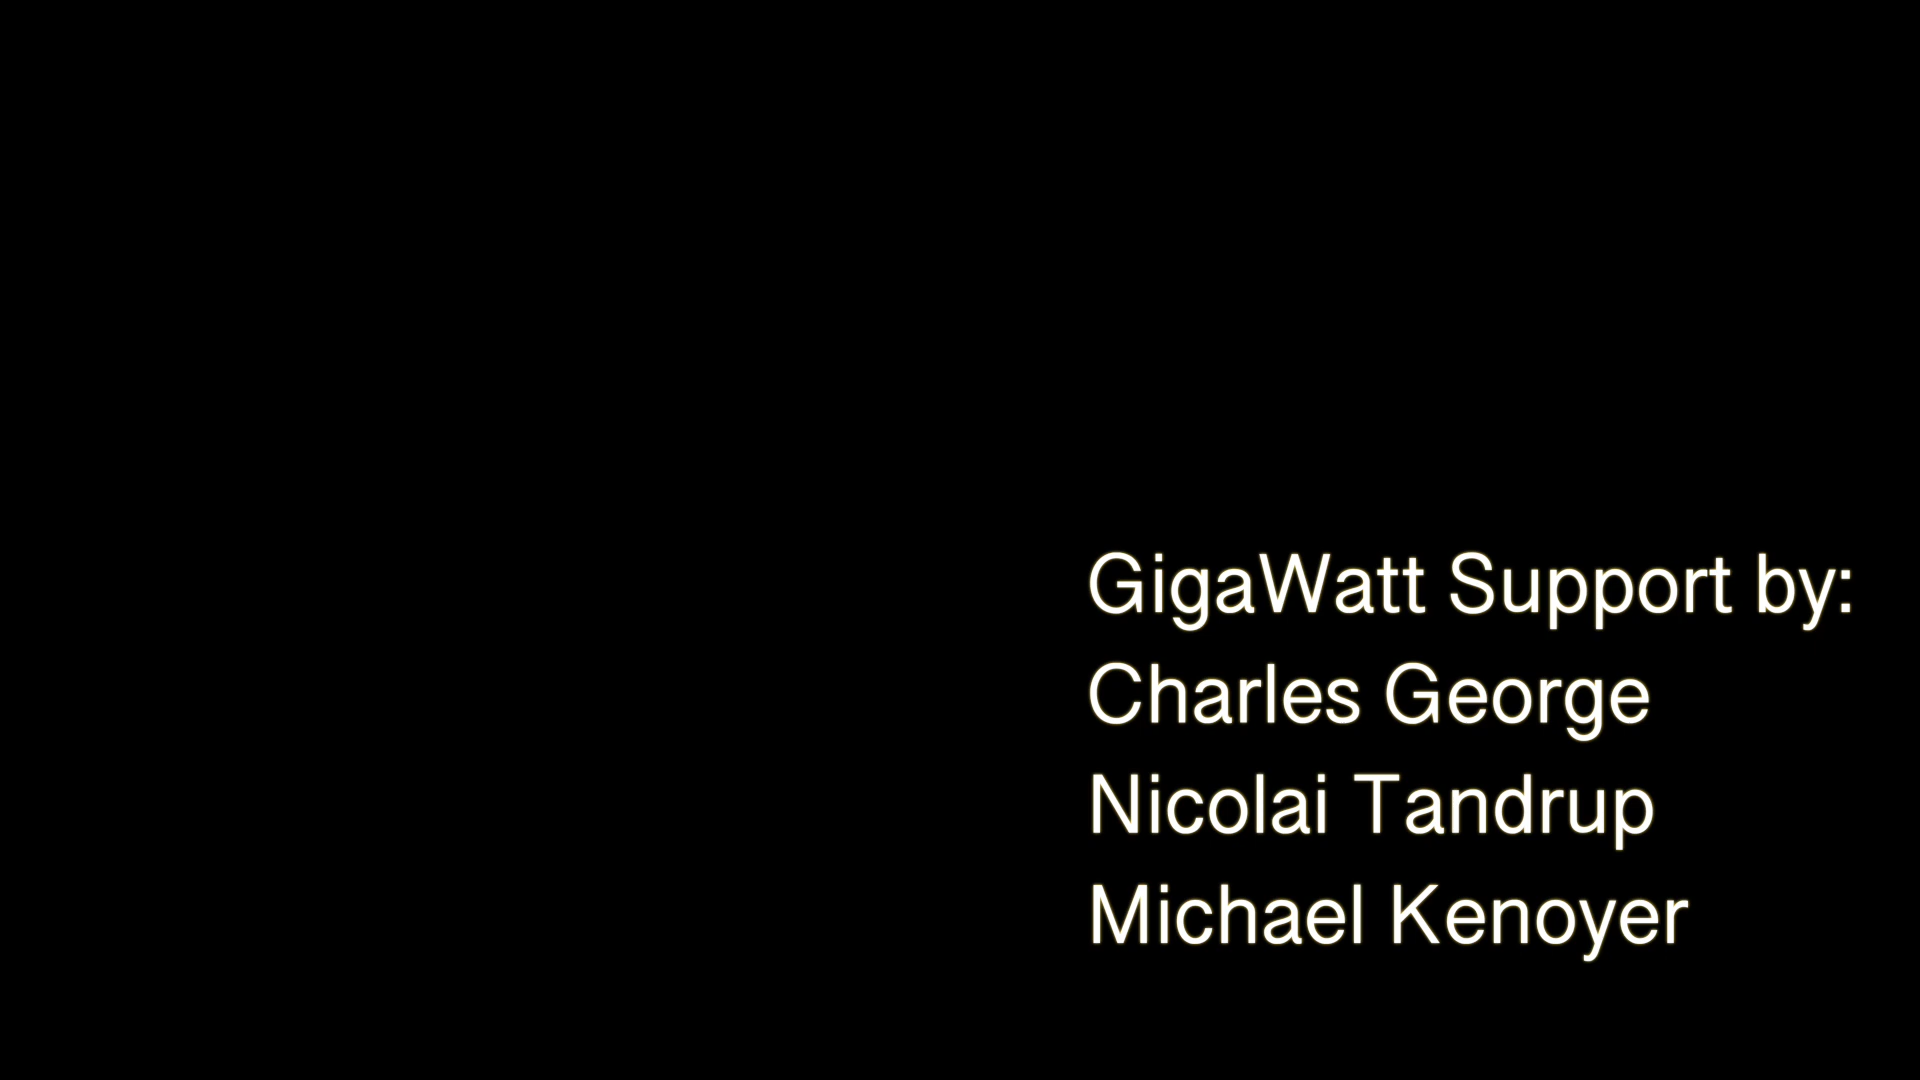 GigaWatt Support by:
Charles George
Nicolai Tandrup
Michael Kenoyer